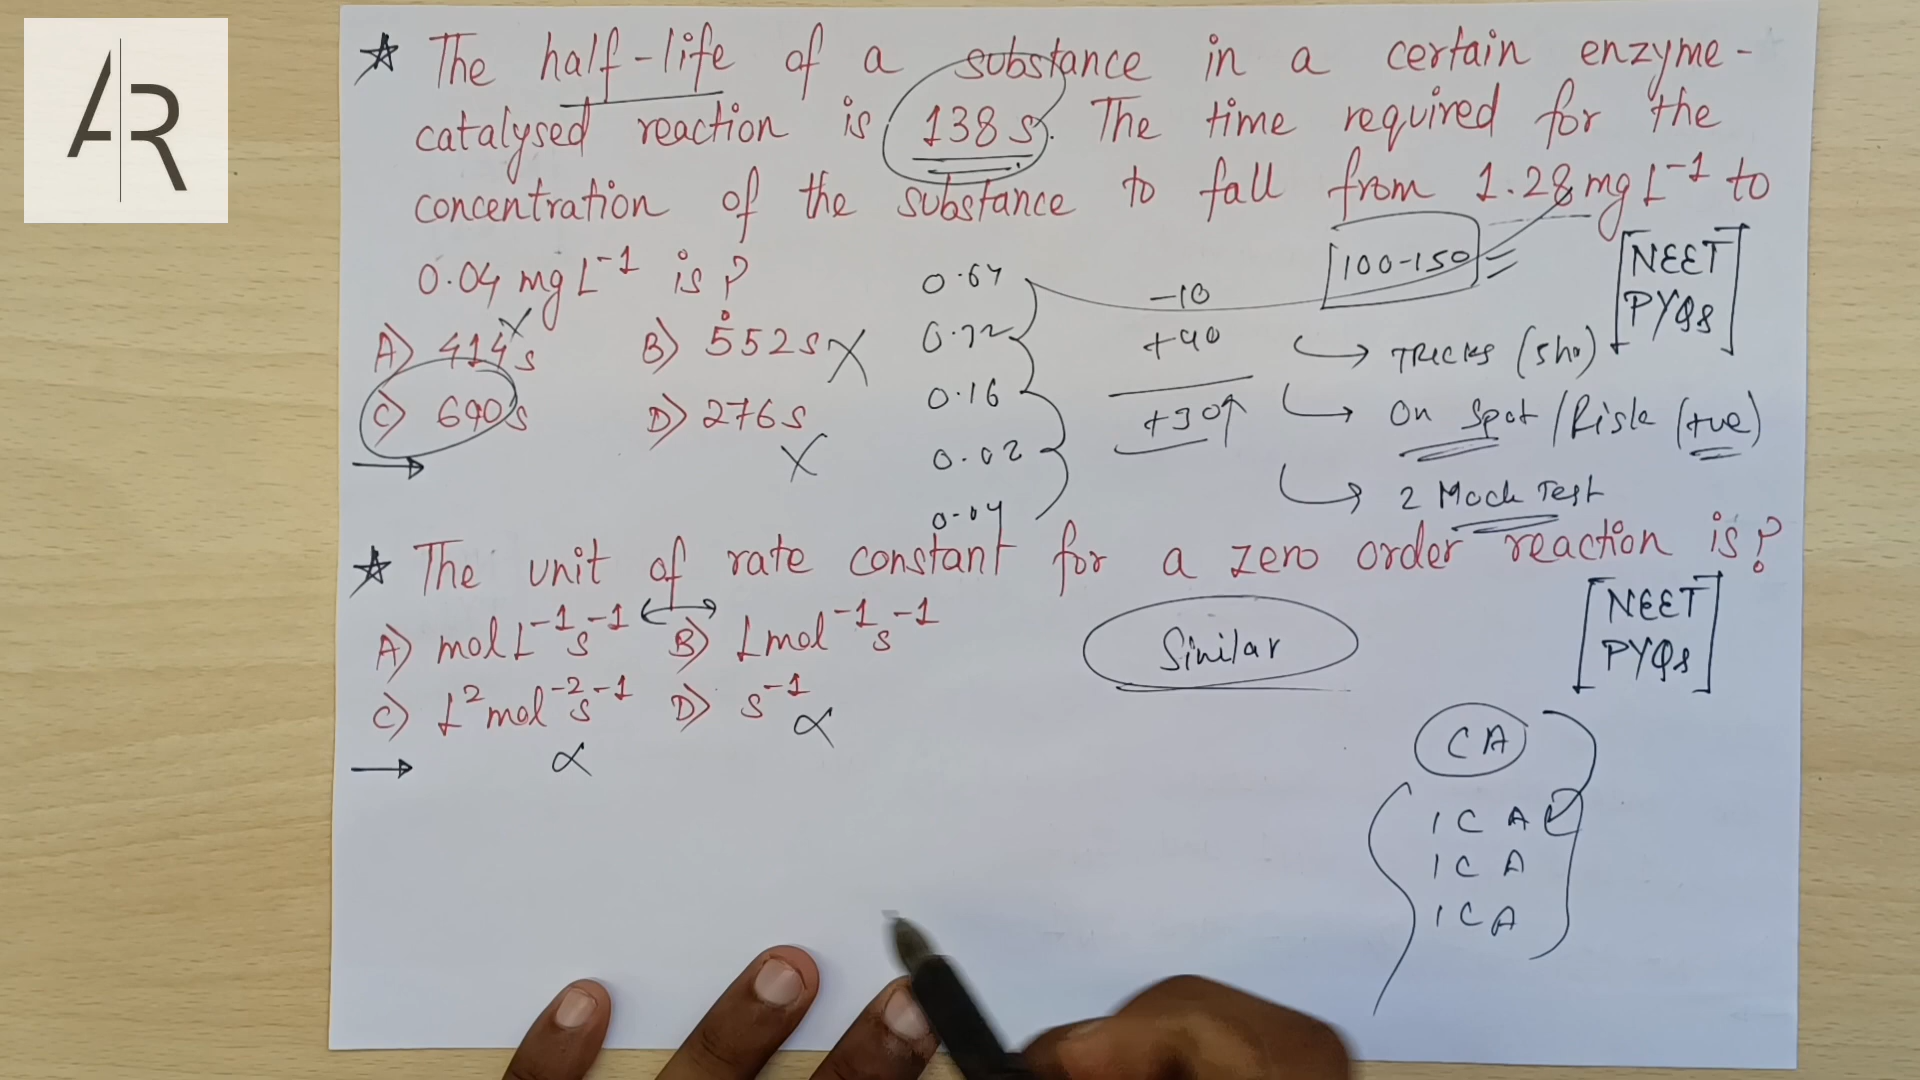 A|R
★ The half-life of a substance in a certain enzyme-
catalysed reaction is 138 s. The time required for the
concentration of the substance to fall from 1.28 mg L⁻¹ to
0.04 mg L⁻¹ is?
A) 414 s B) 552 s
C) 690 s D) 276 s
0.64
0.32
0.16
0.02
0.04
-10
+40
+30↑
[100-150]
[NEET
PYQs]
TRICKS (Sho)
On Spot / Risk (+ve)
2 Mock Test
★ The unit of rate constant for a zero order reaction is?
A) mol L⁻¹ s⁻¹ B) L mol⁻¹ s⁻¹
C) L² mol⁻² s⁻¹ D) s⁻¹
Similar
[NEET
PYQs]
CA
1 C A
1 C A
1 C A